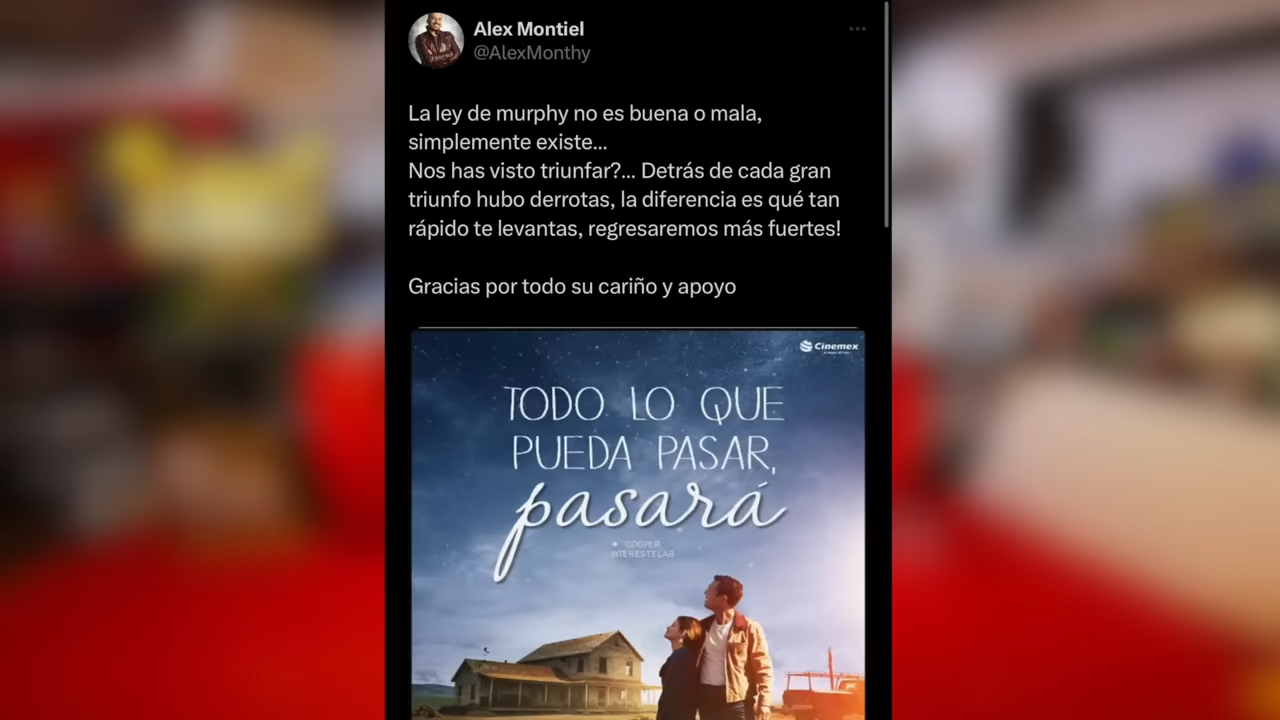 Alex Montiel
@AlexMonthy
La ley de murphy no es buena o mala,
simplemente existe...
Nos has visto triunfar?... Detrás de cada gran
triunfo hubo derrotas, la diferencia es qué tan
rápido te levantas, regresaremos más fuertes!
Gracias por todo su cariño y apoyo
Cinemex
TODO LO QUE
PUEDA PASAR,
pasará
COOPER
INTERESTELAR